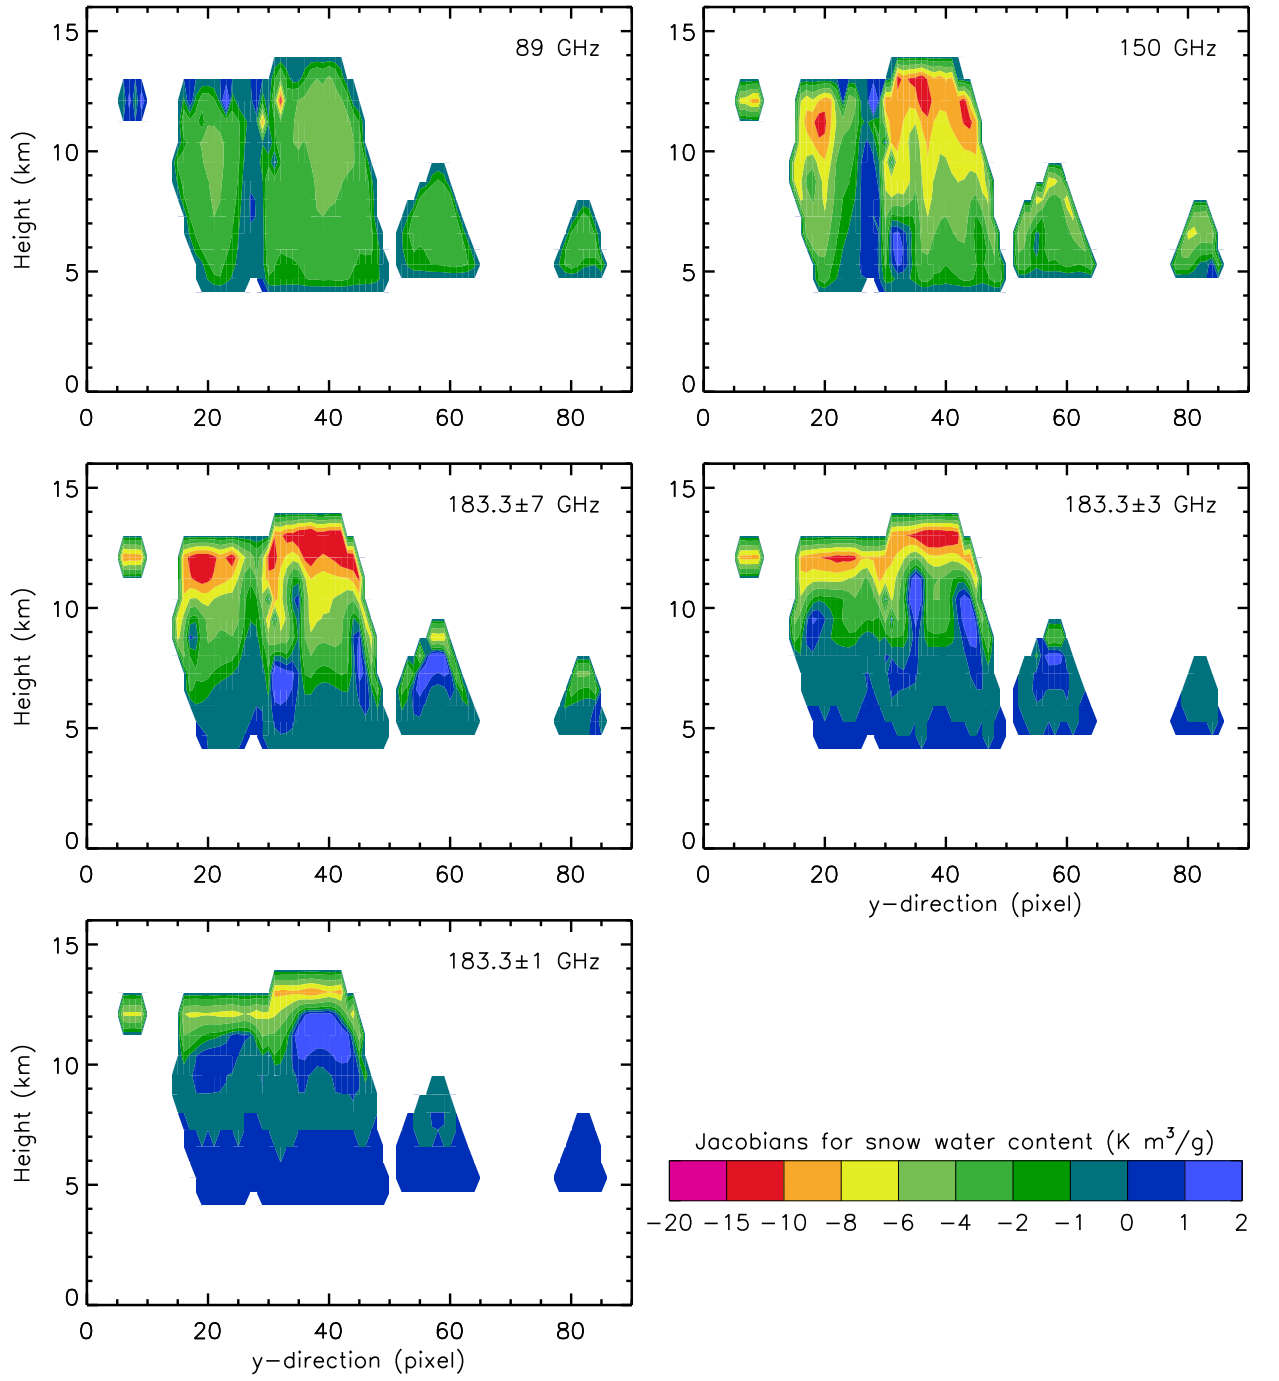 89 GHz
15
10
5
0
Height (km)
0 20 40 60 80
150 GHz
15
10
5
0
0 20 40 60 80
183.3±7 GHz
15
10
5
0
Height (km)
0 20 40 60 80
183.3±3 GHz
15
10
5
0
0 20 40 60 80
y-direction (pixel)
183.3±1 GHz
15
10
5
0
Height (km)
0 20 40 60 80
y-direction (pixel)
Jacobians for snow water content (K m³/g)
-20 -15 -10 -8 -6 -4 -2 -1 0 1 2